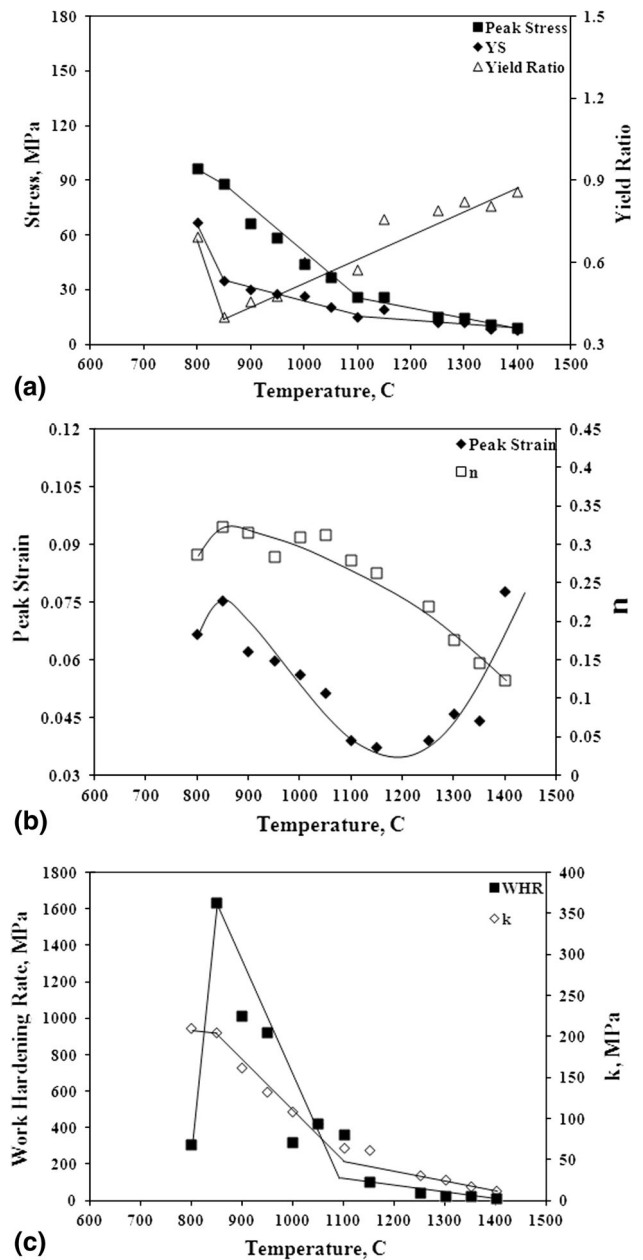 180
150
120
90
60
30
0
Stress, MPa
Peak Stress
YS
Yield Ratio
1.5
1.2
0.9
0.6
0.3
Yield Ratio
600 700 800 900 1000 1100 1200 1300 1400 1500
Temperature, C
(a)
0.12
0.105
0.09
0.075
0.06
0.045
0.03
Peak Strain
Peak Strain
n
0.45
0.4
0.35
0.3
0.25
0.2
0.15
0.1
0.05
0
n
600 700 800 900 1000 1100 1200 1300 1400 1500
Temperature, C
(b)
1800
1600
1400
1200
1000
800
600
400
200
0
Work Hardening Rate, MPa
WHR
k
400
350
300
250
200
150
100
50
0
k, MPa
600 700 800 900 1000 1100 1200 1300 1400 1500
Temperature, C
(c)